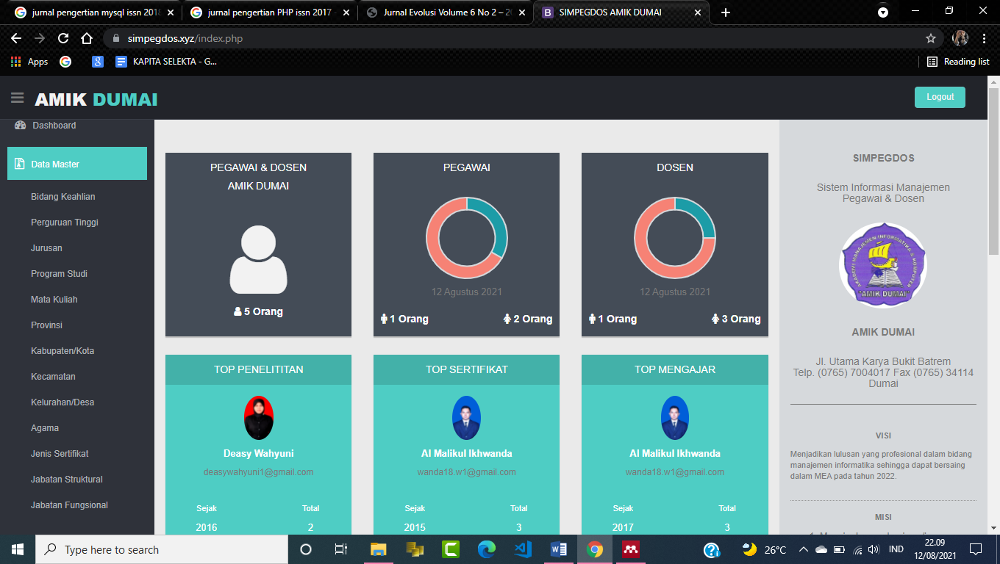 jurnal pengertian mysql issn 2018
jurnal pengertian PHP issn 2017 -
Jurnal Evolusi Volume 6 No 2 – 20
SIMPEGDOS AMIK DUMAI
simpegdos.xyz/index.php
Apps
KAPITA SELEKTA - G...
Reading list
AMIK DUMAI
Logout
Dashboard
Data Master
Bidang Keahlian
Perguruan Tinggi
Jurusan
Program Studi
Mata Kuliah
Provinsi
Kabupaten/Kota
Kecamatan
Kelurahan/Desa
Agama
Jenis Sertifikat
Jabatan Struktural
Jabatan Fungsional
PEGAWAI & DOSEN
AMIK DUMAI
5 Orang
PEGAWAI
12 Agustus 2021
1 Orang
2 Orang
DOSEN
12 Agustus 2021
1 Orang
3 Orang
TOP PENELITITAN
Deasy Wahyuni
deasywahyuni1@gmail.com
Sejak Total
2016 2
TOP SERTIFIKAT
Al Malikul Ikhwanda
wanda18.w1@gmail.com
Sejak Total
2015 3
TOP MENGAJAR
Al Malikul Ikhwanda
wanda18.w1@gmail.com
Sejak Total
2017 3
SIMPEGDOS
Sistem Informasi Manajemen
Pegawai & Dosen
AKADEMI MANAJEMEN INFORMATIKA & KOMPUTER
"AMIK DUMAI"
AMIK DUMAI
Jl. Utama Karya Bukit Batrem
Telp. (0765) 7004017 Fax (0765) 34114
Dumai
VISI
Menjadikan lulusan yang profesional dalam bidang
manajemen informatika sehingga dapat bersaing
dalam MEA pada tahun 2022.
MISI
Type here to search
26°C
IND
22.09
12/08/2021